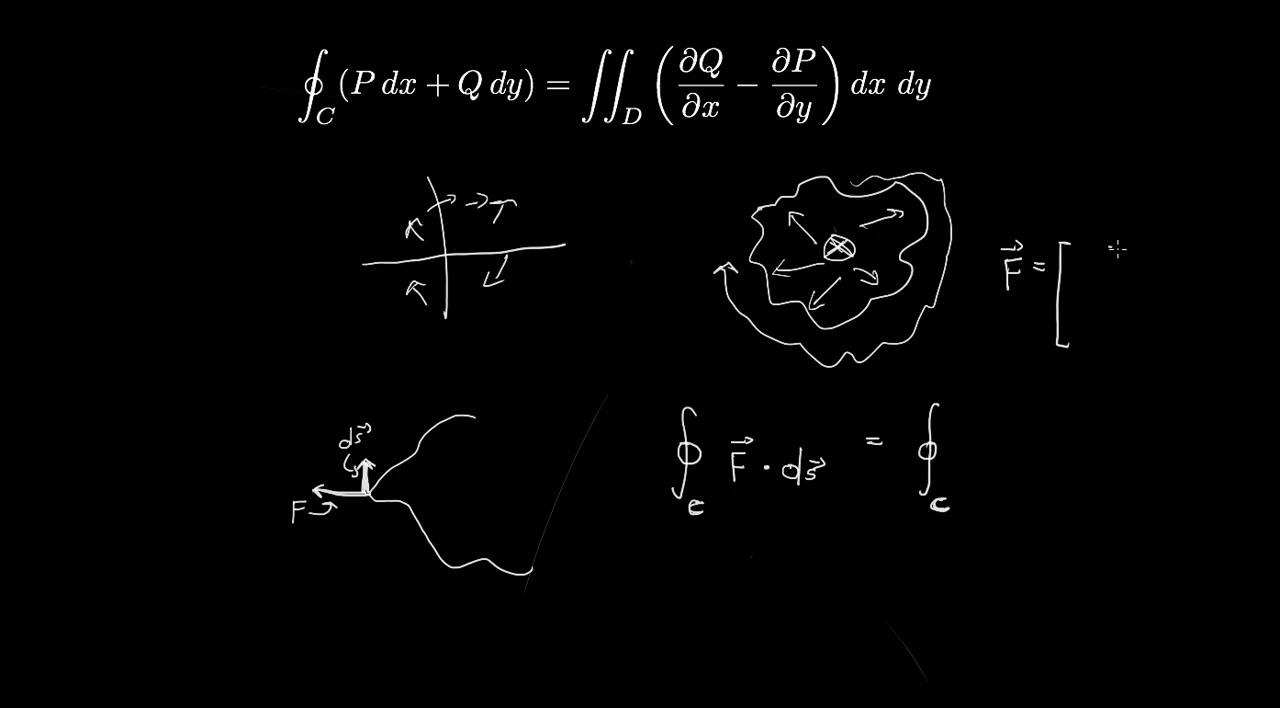 ∮_C (P dx + Q dy) = ∬_D (∂Q/∂x − ∂P/∂y) dx dy
F⃗ = [
ds⃗
F
∮_C F⃗ · ds⃗ = ∮_C